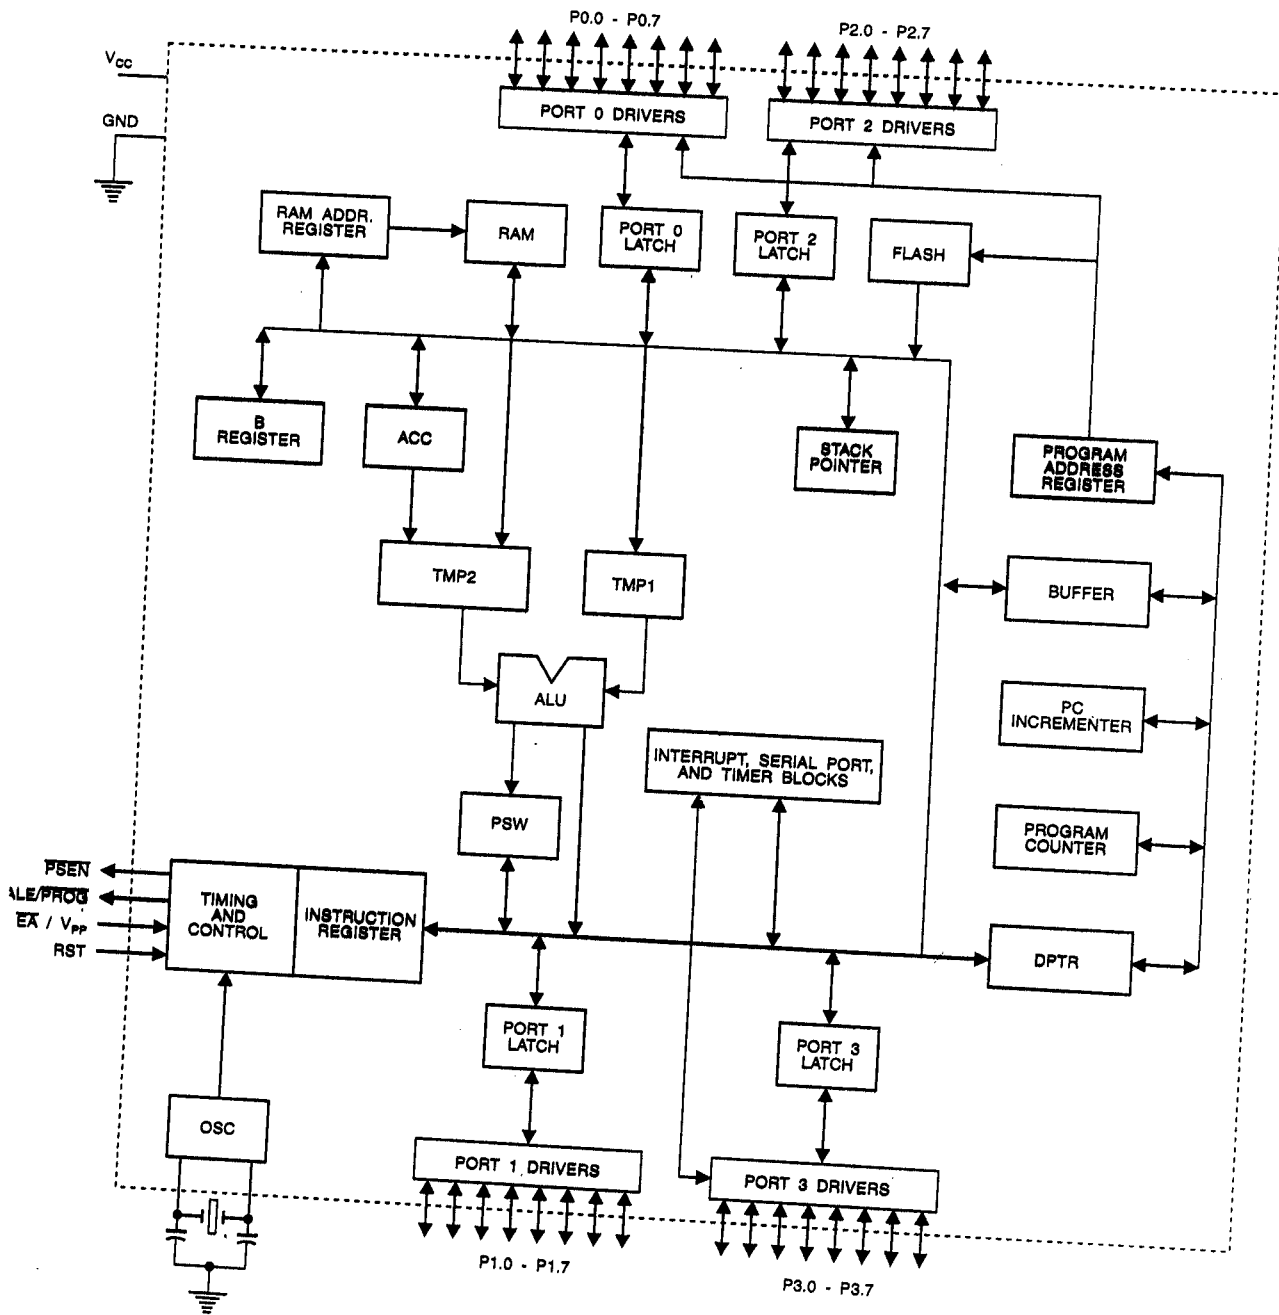 P0.0 - P0.7
P2.0 - P2.7
VCC
GND
PORT 0 DRIVERS
PORT 2 DRIVERS
RAM ADDR.
REGISTER
RAM
PORT 0
LATCH
PORT 2
LATCH
FLASH
B
REGISTER
ACC
STACK
POINTER
PROGRAM
ADDRESS
REGISTER
TMP2
TMP1
BUFFER
ALU
PC
INCREMENTER
INTERRUPT, SERIAL PORT,
AND TIMER BLOCKS
PSW
PROGRAM
COUNTER
PSEN
ALE/PROG
EA / VPP
RST
TIMING
AND
CONTROL
INSTRUCTION
REGISTER
DPTR
PORT 1
LATCH
PORT 3
LATCH
OSC
PORT 1 DRIVERS
PORT 3 DRIVERS
P1.0 - P1.7
P3.0 - P3.7